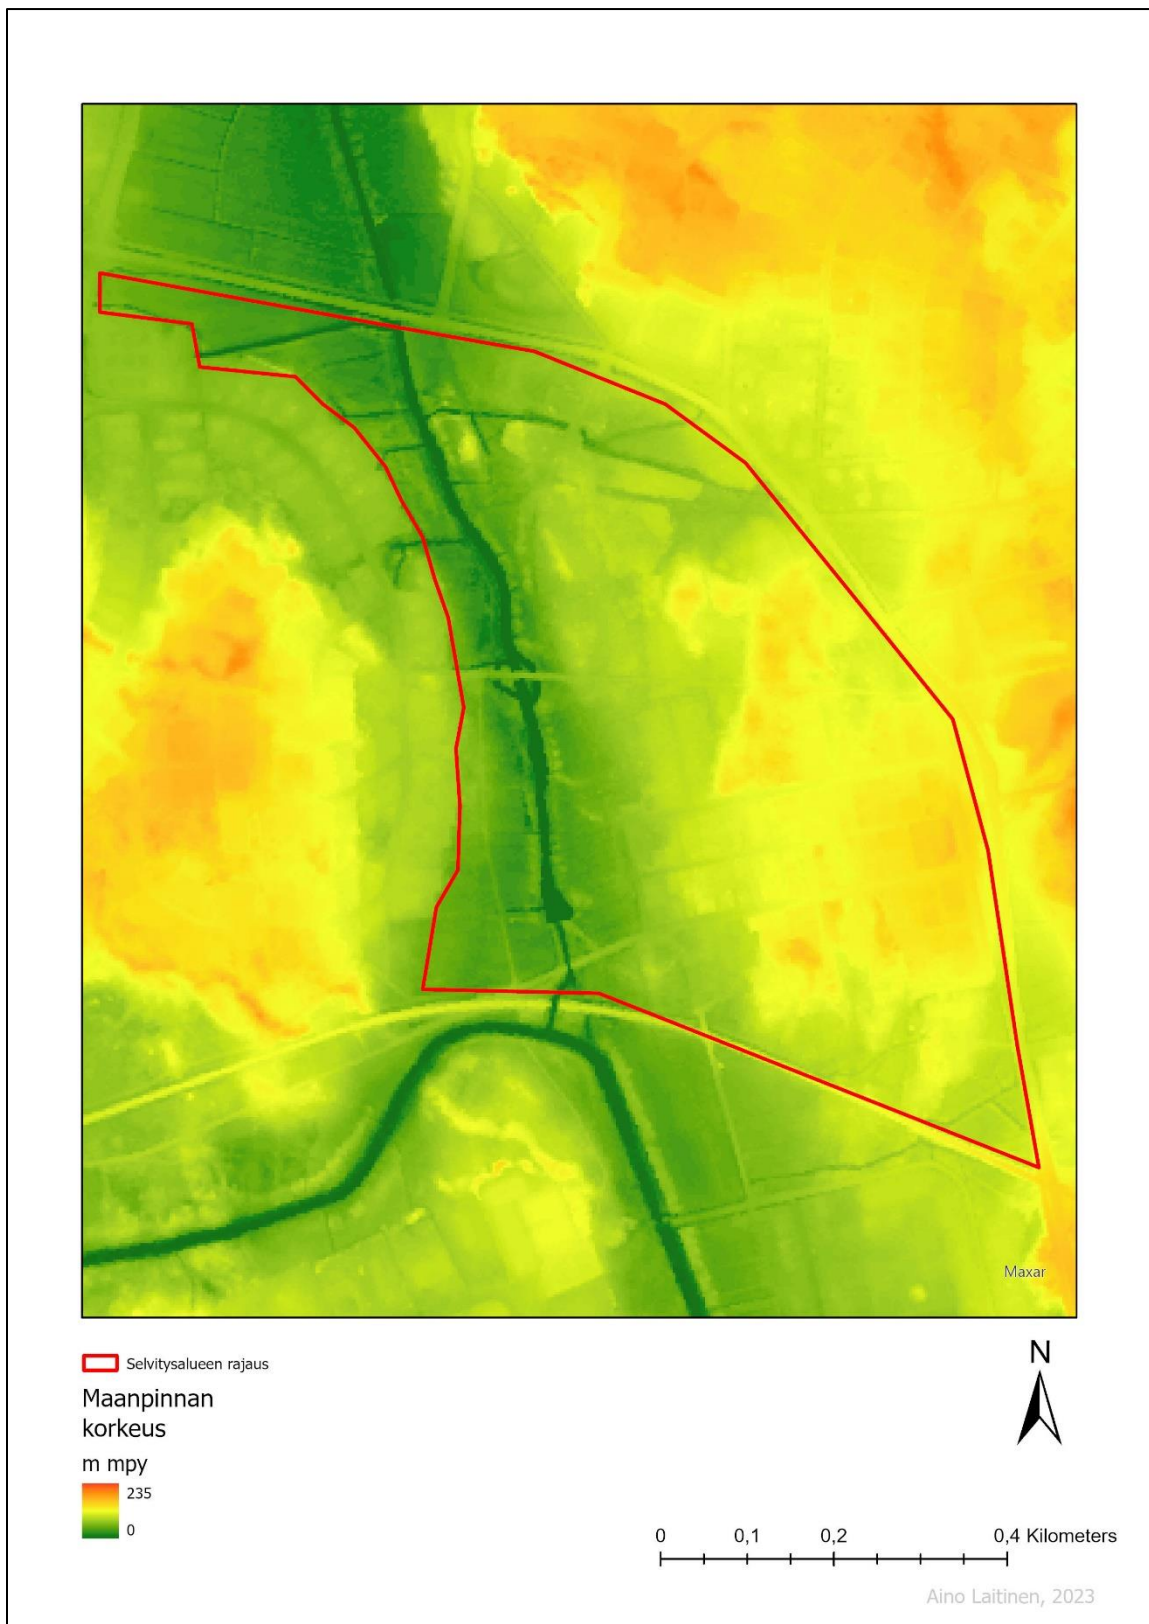 Maxar
Selvitysalueen rajaus
Maanpinnan
korkeus
m mpy
235
0
N
0 0,1 0,2 0,4 Kilometers
Aino Laitinen, 2023